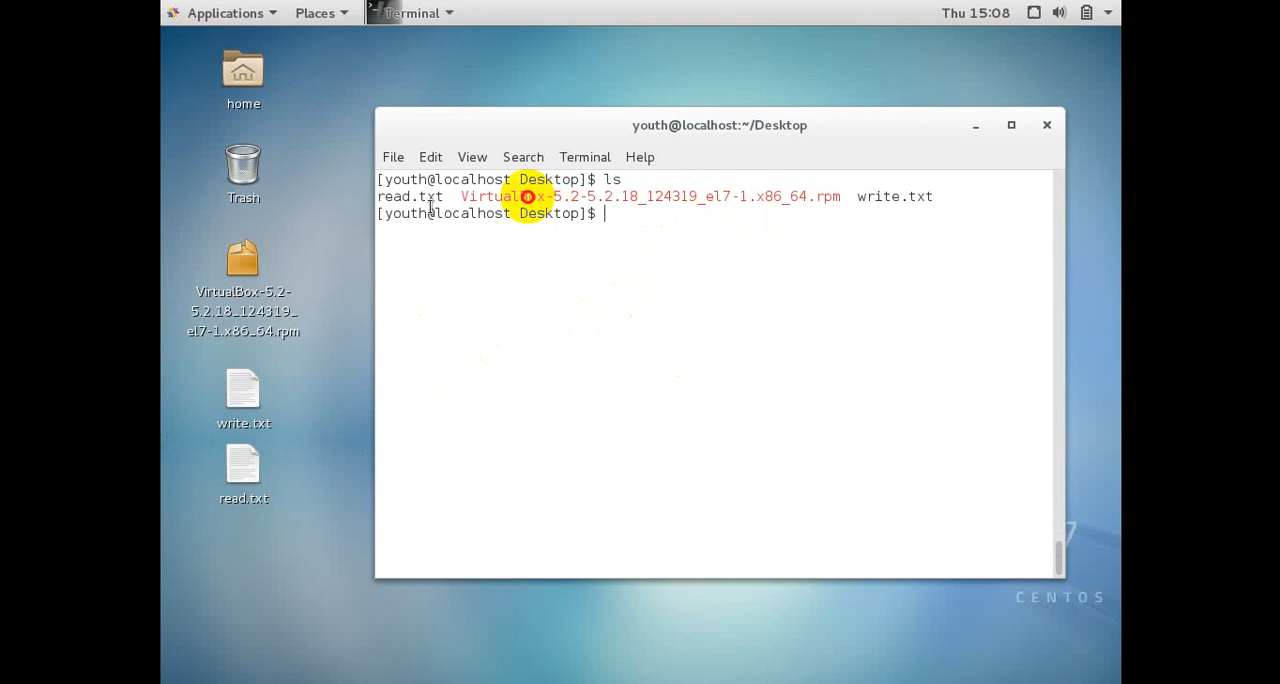 Applications Places Terminal Thu 15:08
home
Trash
VirtualBox-5.2-
5.2.18_124319_
el7-1.x86_64.rpm
write.txt
read.txt
youth@localhost:~/Desktop
File Edit View Search Terminal Help
[youth@localhost Desktop]$ ls
read.txt VirtualBox-5.2-5.2.18_124319_el7-1.x86_64.rpm write.txt
[youth@localhost Desktop]$
7
CENTOS